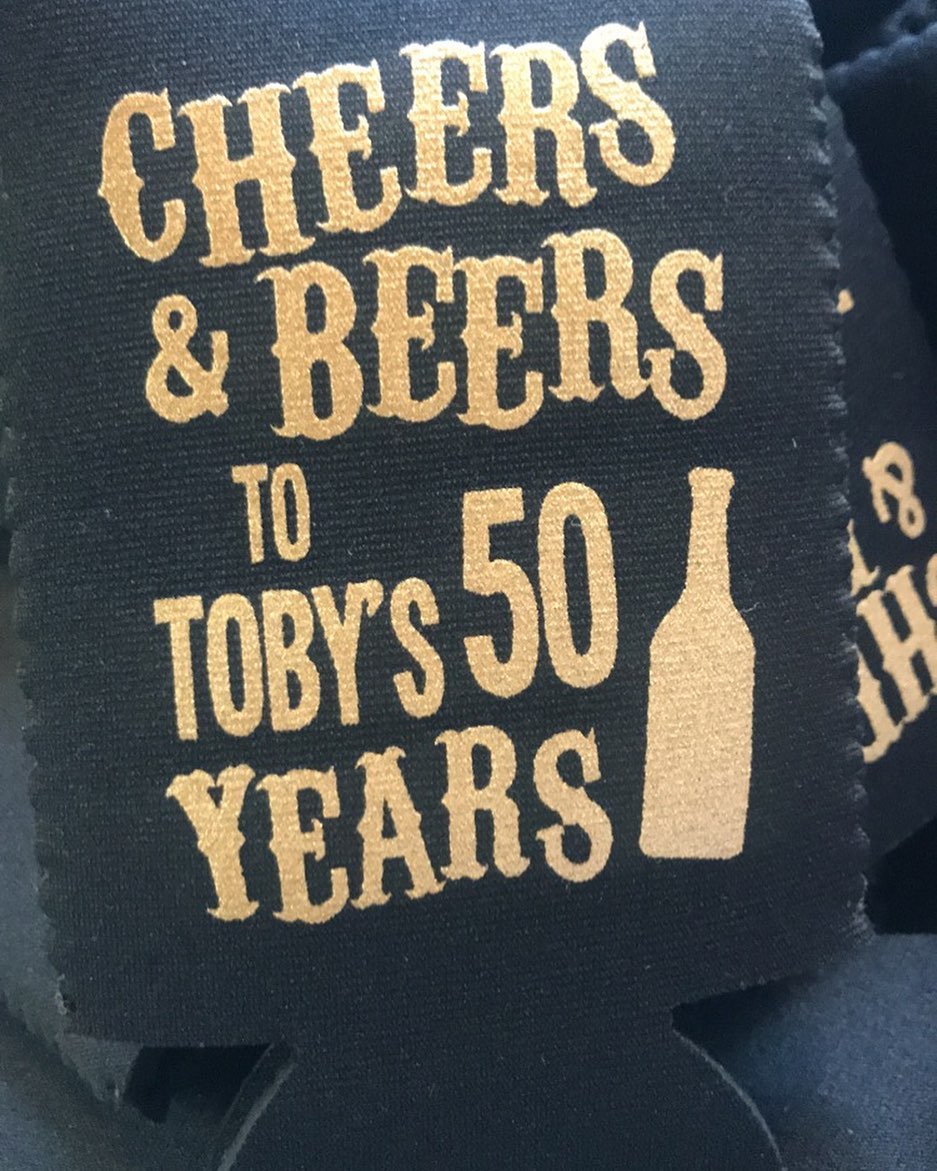 CHEERS
& BEERS
TO
TOBY'S 50
YEARS